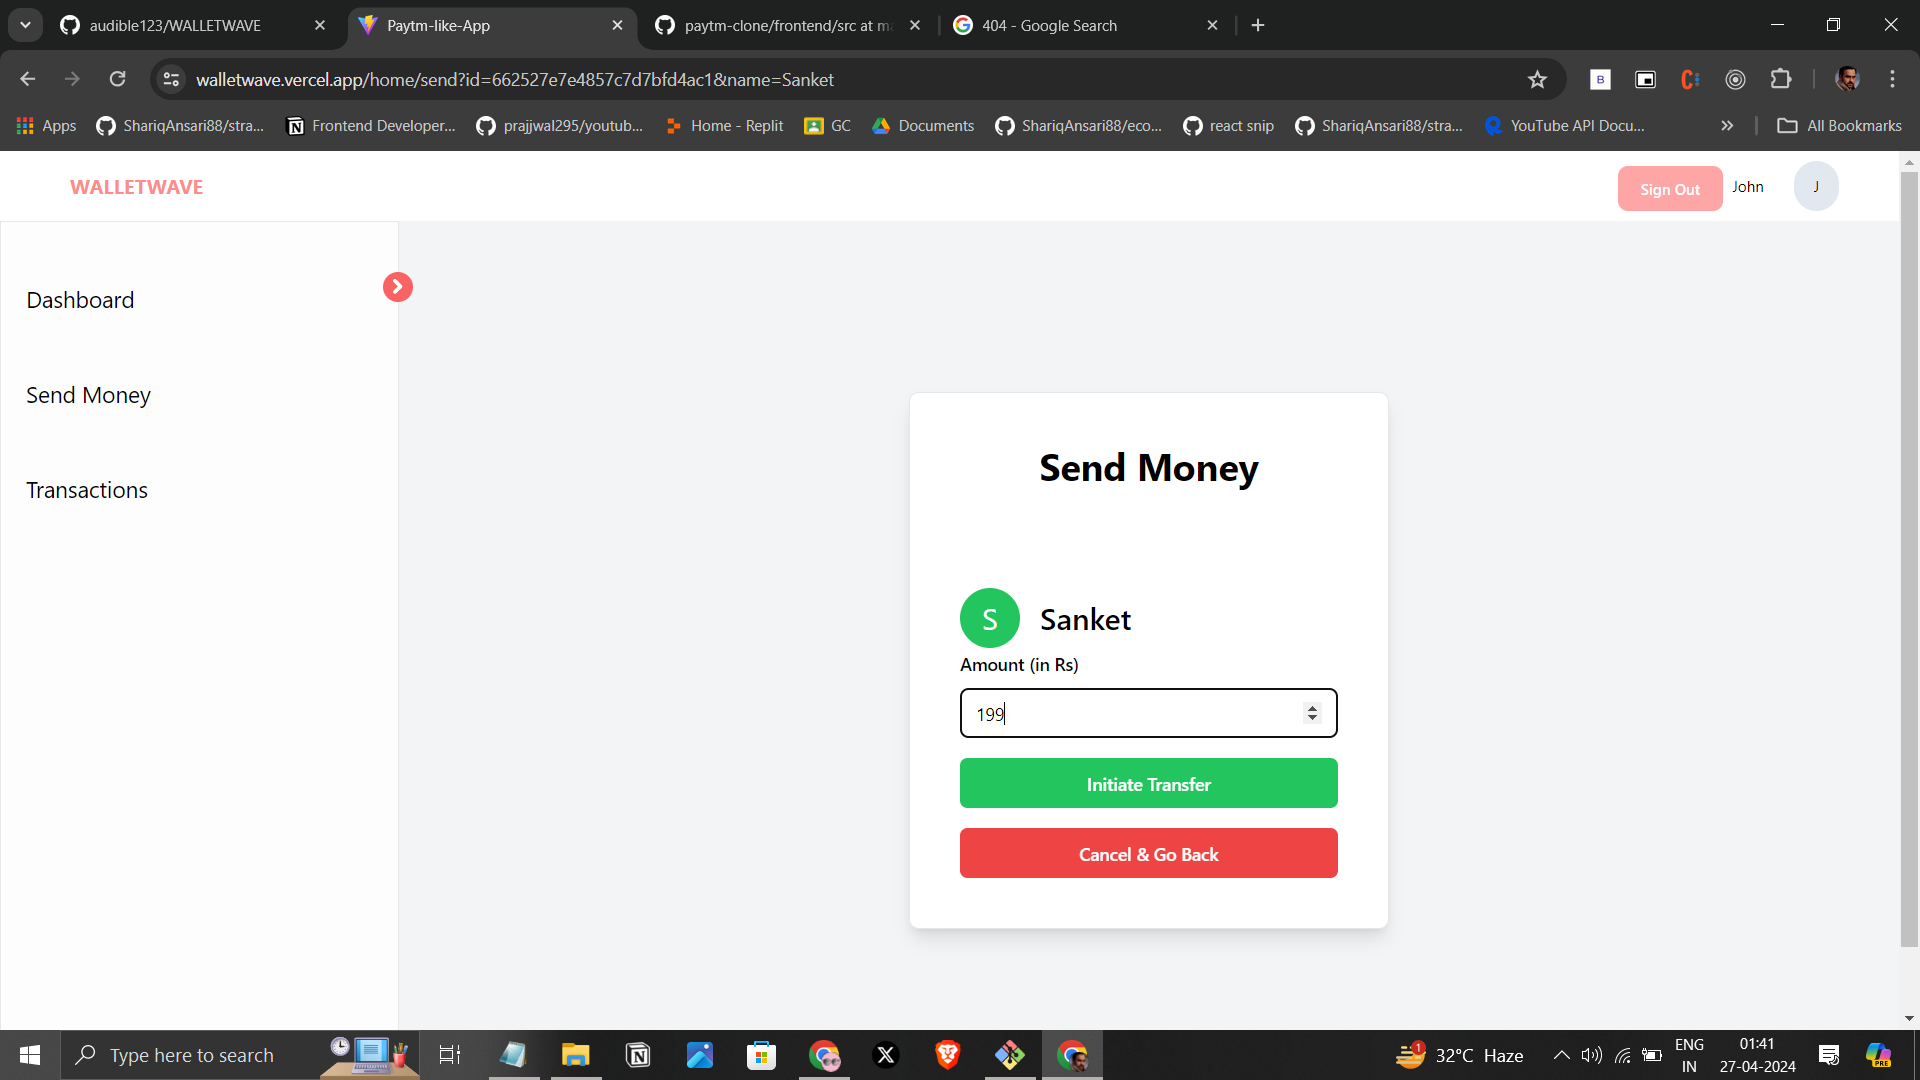 audible123/WALLETWAVE
Paytm-like-App
paytm-clone/frontend/src at ma
404 - Google Search
walletwave.vercel.app/home/send?id=662527e7e4857c7d7bfd4ac1&name=Sanket
B
Apps
ShariqAnsari88/stra...
Frontend Developer...
prajjwal295/youtub...
Home - Replit
GC
Documents
ShariqAnsari88/eco...
react snip
ShariqAnsari88/stra...
YouTube API Docu...
All Bookmarks
WALLETWAVE
Sign Out
John
J
Dashboard
Send Money
Transactions
Send Money
S
Sanket
Amount (in Rs)
199
Initiate Transfer
Cancel & Go Back
Type here to search
1
32°C Haze
ENG
IN
01:41
27-04-2024
PRE